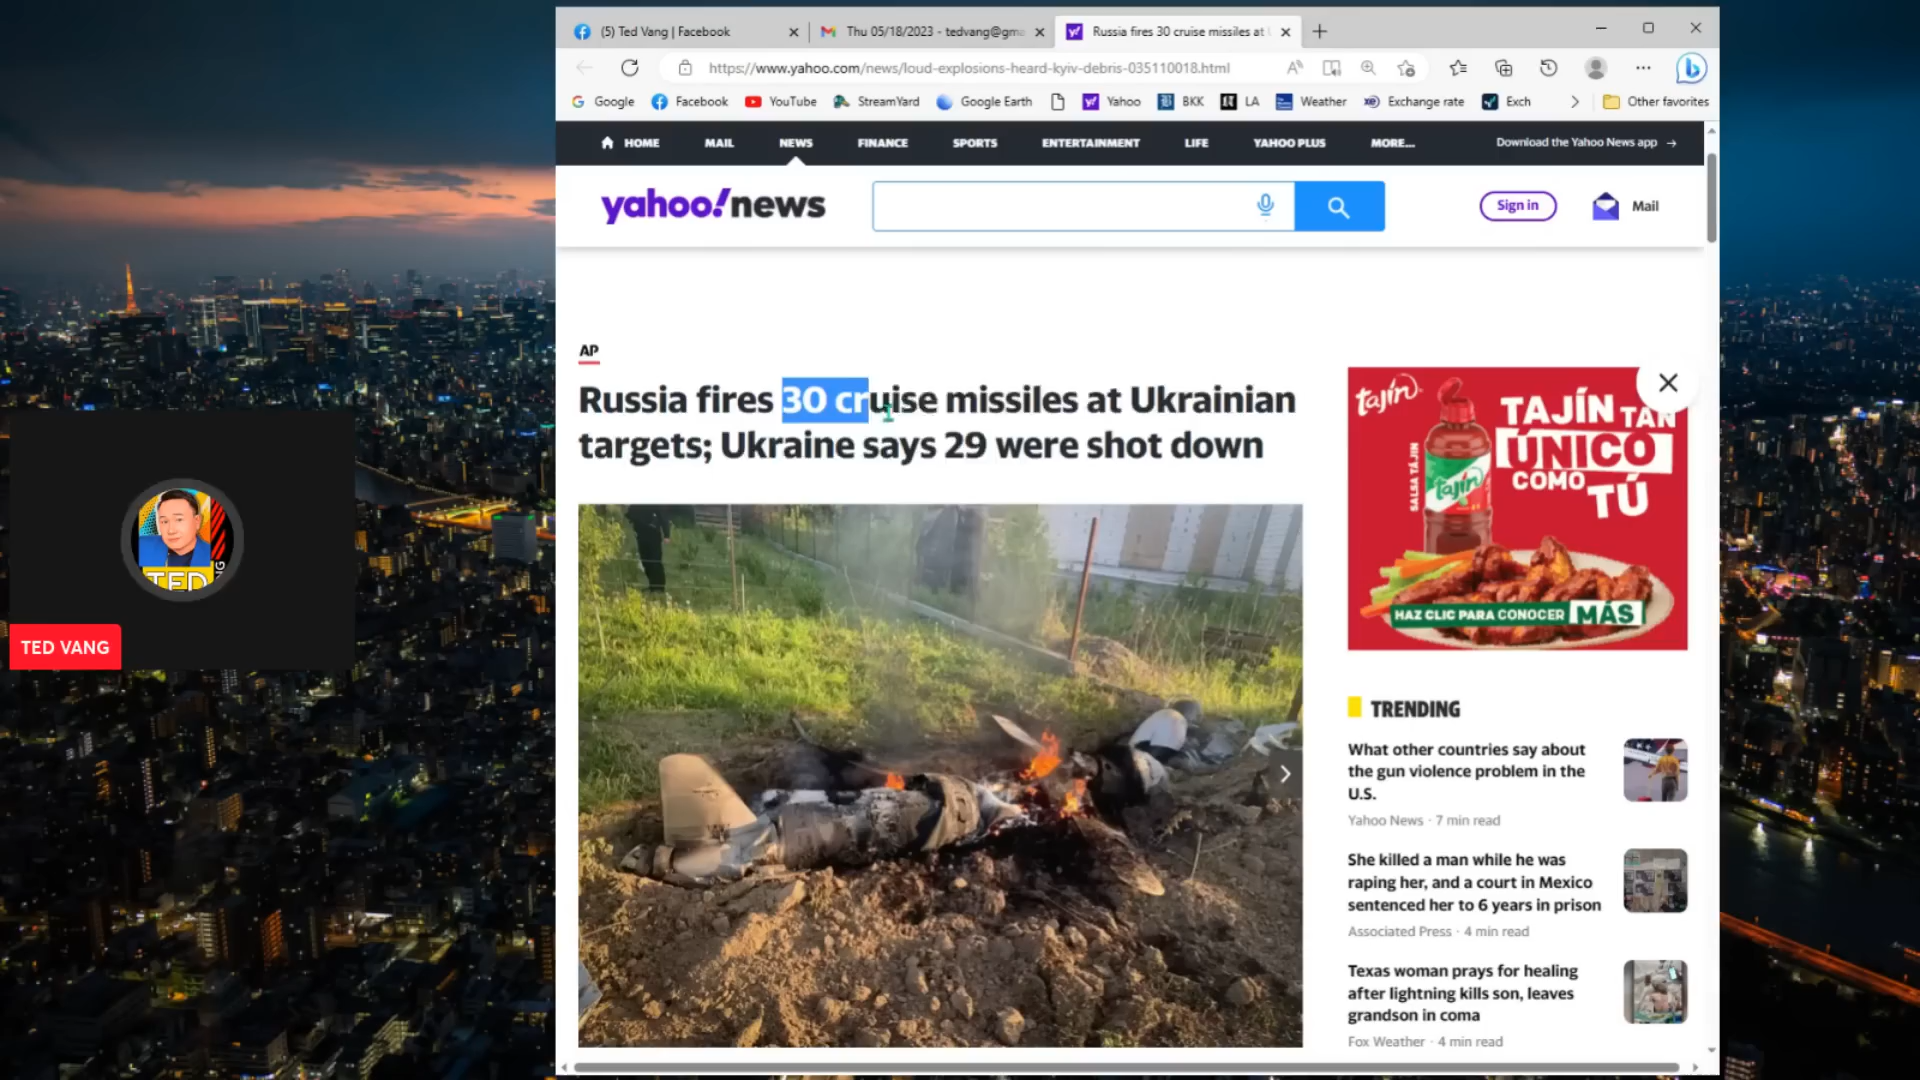 (5) Ted Vang | Facebook
Thu 05/18/2023 - tedvang@gma
Russia fires 30 cruise missiles at U
https://www.yahoo.com/news/loud-explosions-heard-kyiv-debris-035110018.html
Google
Facebook
YouTube
StreamYard
Google Earth
Yahoo
BKK
LA
Weather
Exchange rate
Exch
Other favorites
HOME
MAIL
NEWS
FINANCE
SPORTS
ENTERTAINMENT
LIFE
YAHOO PLUS
MORE...
Download the Yahoo News app →
yahoo!news
Sign in
Mail
AP
Russia fires 30 cruise missiles at Ukrainian
targets; Ukraine says 29 were shot down
tajín
TAJÍN TAN
ÚNICO
COMO TÚ
SALSA TAJÍN
tajín
HAZ CLIC PARA CONOCER MÁS
TED
TED VANG
TRENDING
What other countries say about
the gun violence problem in the
U.S.
Yahoo News · 7 min read
She killed a man while he was
raping her, and a court in Mexico
sentenced her to 6 years in prison
Associated Press · 4 min read
Texas woman prays for healing
after lightning kills son, leaves
grandson in coma
Fox Weather · 4 min read